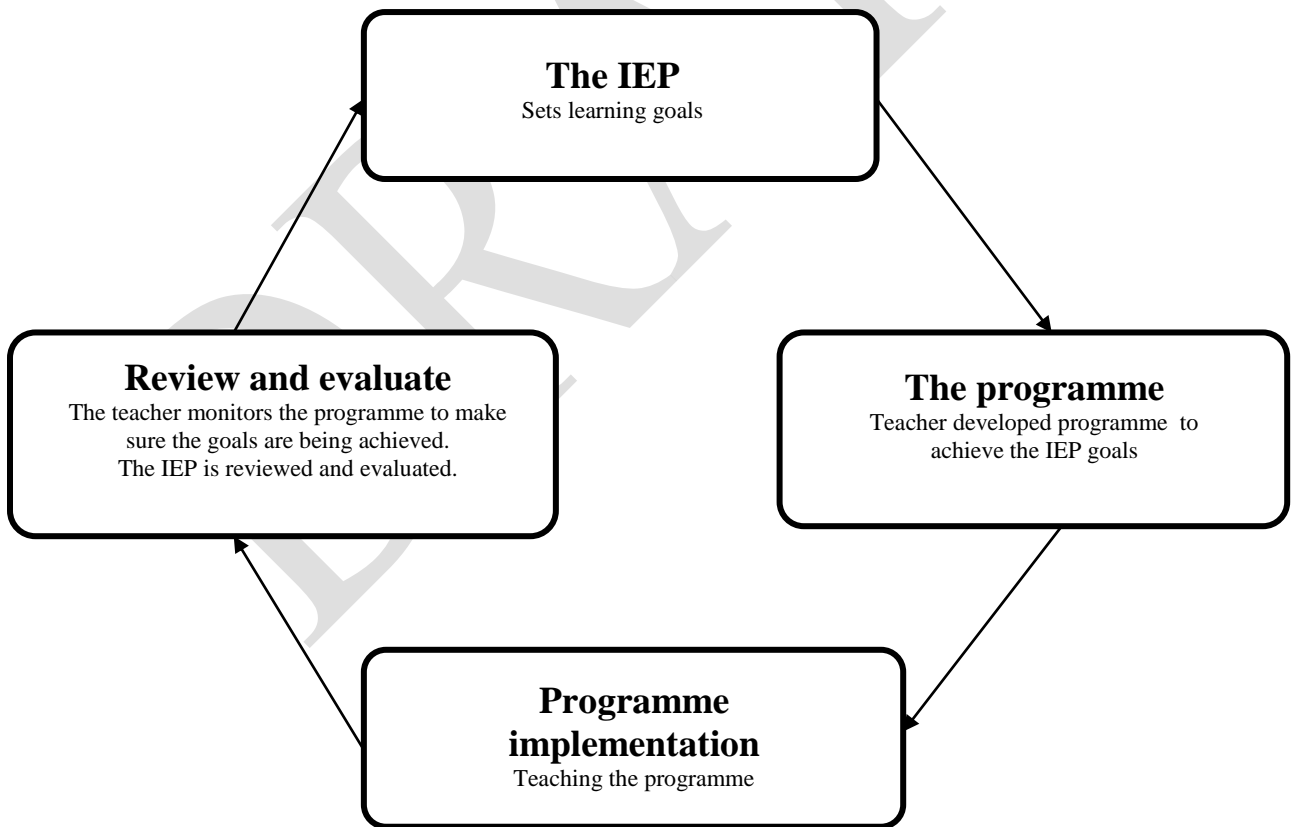 The IEP
Sets learning goals
Review and evaluate
The teacher monitors the programme to make
sure the goals are being achieved.
The IEP is reviewed and evaluated.
The programme
Teacher developed programme to
achieve the IEP goals
Programme
implementation
Teaching the programme